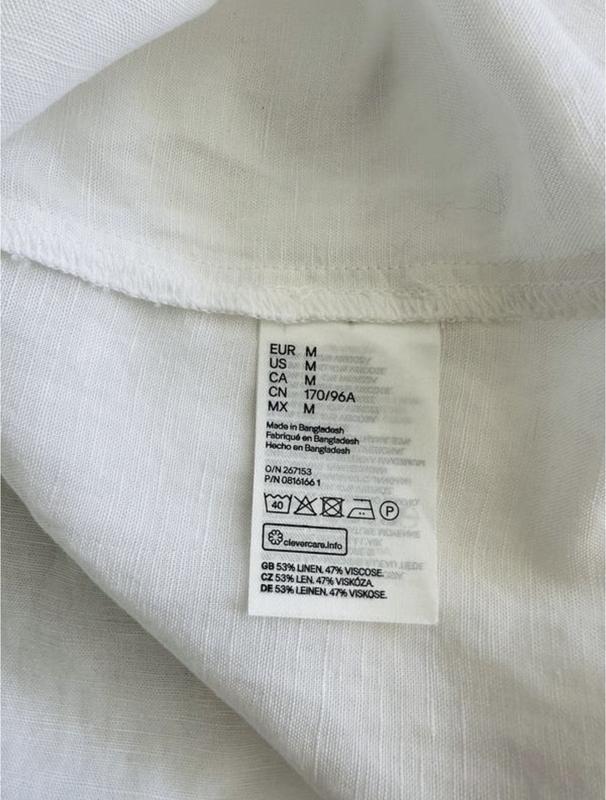 EUR M
US M
CA M
CN 170/96A
MX M
Made in Bangladesh
Fabriqué en Bangladesh
Hecho en Bangladesh
O/N 267153
P/N 0816166 1
40 P
clevercare.info
GB 53% LINEN. 47% VISCOSE.
CZ 53% LEN. 47% VISKÓZA.
DE 53% LEINEN. 47% VISKOSE.